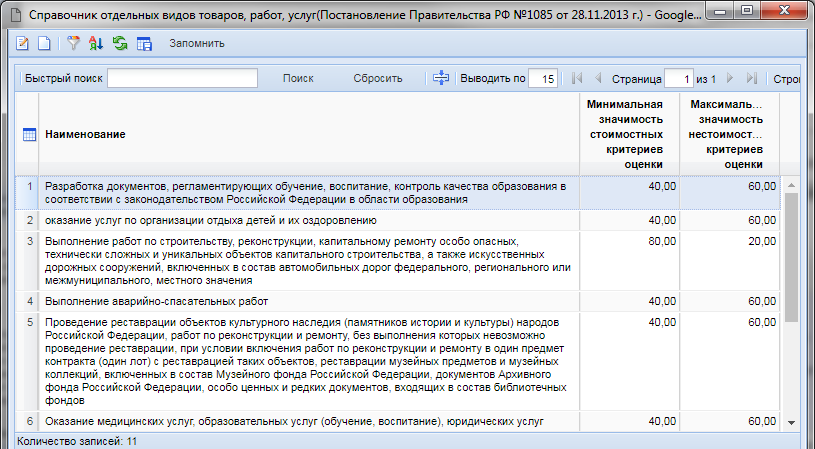 Справочник отдельных видов товаров, работ, услуг(Постановление Правительства РФ №1085 от 28.11.2013 г.) - Google...
Запомнить
Быстрый поиск Поиск Сбросить Выводить по 15 Страница 1 из 1 Строк
Наименование
Минимальная значимость стоимостных критериев оценки
Максималь... значимость нестоимост... критериев оценки
1 Разработка документов, регламентирующих обучение, воспитание, контроль качества образования в 40,00 60,00
соответствии с законодательством Российской Федерации в области образования
2 оказание услуг по организации отдыха детей и их оздоровлению 40,00 60,00
3 Выполнение работ по строительству, реконструкции, капитальному ремонту особо опасных, 80,00 20,00
технически сложных и уникальных объектов капитального строительства, а также искусственных
дорожных сооружений, включенных в состав автомобильных дорог федерального, регионального или
межмуниципального, местного значения
4 Выполнение аварийно-спасательных работ 40,00 60,00
5 Проведение реставрации объектов культурного наследия (памятников истории и культуры) народов 40,00 60,00
Российской Федерации, работ по реконструкции и ремонту, без выполнения которых невозможно
проведение реставрации, при условии включения работ по реконструкции и ремонту в один предмет
контракта (один лот) с реставрацией таких объектов, реставрации музейных предметов и музейных
коллекций, включенных в состав Музейного фонда Российской Федерации, документов Архивного
фонда Российской Федерации, особо ценных и редких документов, входящих в состав библиотечных
фондов
6 Оказание медицинских услуг, образовательных услуг (обучение, воспитание), юридических услуг 40,00 60,00
Количество записей: 11